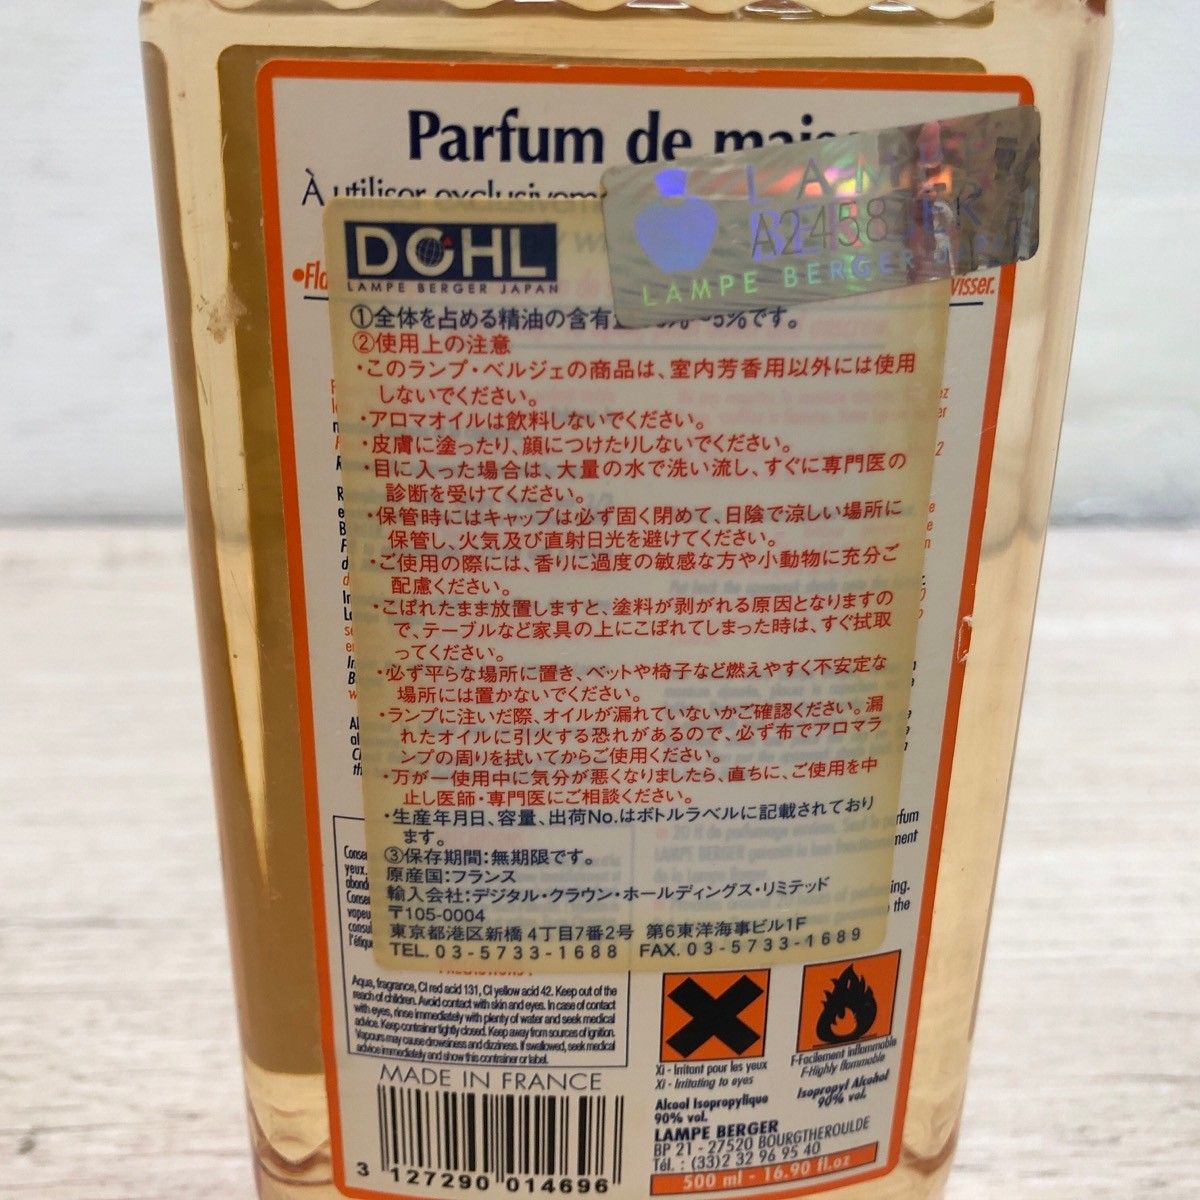 Parfum de
À utiliser
LAMPE
BERGER
A2458
LAMPE BERGER
DCHL
LAMPE BERGER JAPAN
visser.
①全体を占める精油の含有 5%です。
②使用上の注意
・このランプ・ベルジェの商品は、室内芳香用以外には使用
しないでください。
・アロマオイルは飲料しないでください。
・皮膚に塗ったり、顔につけたりしないでください。
・目に入った場合は、大量の水で洗い流し、すぐに専門医の
診断を受けてください。
・保管時にはキャップは必ず固く閉めて、日陰で涼しい場所に
保管し、火気及び直射日光を避けてください。
・ご使用の際には、香りに過度の敏感な方や小動物に充分ご
配慮ください。
・こぼれたまま放置しますと、塗料が剥がれる原因となりますの
で、テーブルなど家具の上にこぼれてしまった時は、すぐ拭取
ってください。
・必ず平らな場所に置き、ベットや椅子など燃えやすく不安定な
場所には置かないでください。
・ランプに注いだ際、オイルが漏れていないかご確認ください。漏
れたオイルに引火する恐れがあるので、必ず布でアロマラ
ンプの周りを拭いてからご使用ください。
・万が一使用中に気分が悪くなりましたら、直ちに、ご使用を中
止し医師・専門医にご相談ください。
・生産年月日、容量、出荷No.はボトルラベルに記載されており
ます。
③保存期間：無期限です。
原産国：フランス
輸入会社：デジタル・クラウン・ホールディングス・リミテッド
〒105-0004
東京都港区新橋4丁目7番2号 第6東洋海事ビル1F
TEL. 03-5733-1688 FAX. 03-5733-1689
Aqua, fragrance, CI red acid 131, CI yellow acid 42. Keep out of the
reach of children. Avoid contact with skin and eyes. In case of contact
with eyes, rinse immediately with plenty of water and seek medical
advice. Keep container tightly closed. Keep away from sources of ignition.
Vapours may cause drowsiness and dizziness. If swallowed, seek medical
advice immediately and show this container or label.
Xi - Irritant pour les yeux
Xi - Irritating to eyes
F-Facilement inflammable
F-Highly flammable
Alcool Isopropylique
90% vol.
Isopropyl Alcohol
90% vol.
MADE IN FRANCE
3 127290 014696
LAMPE BERGER
BP 21 - 27520 BOURGTHEROULDE
Tél. : (33)2 32 96 95 40
500 ml - 16.90 fl.oz